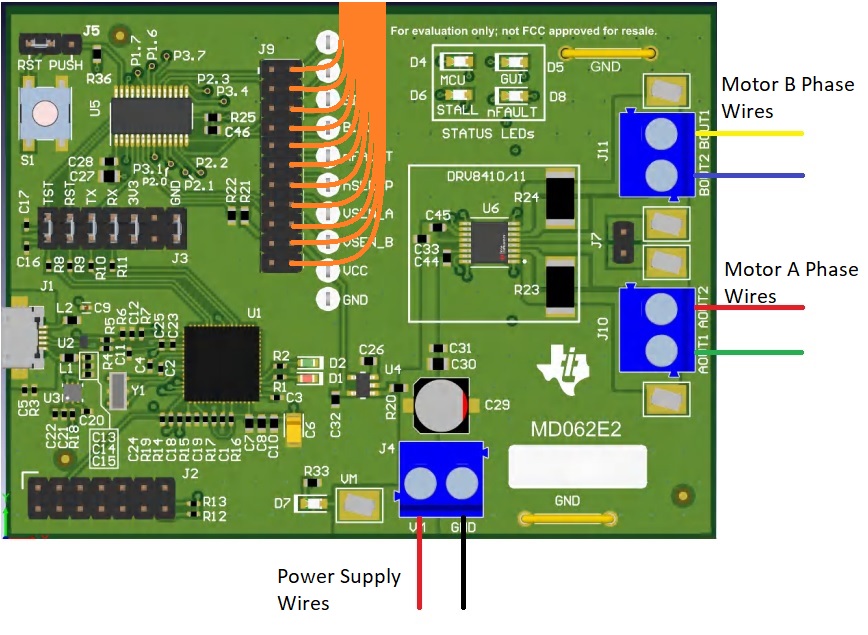 For evaluation only; not FCC approved for resale.
J5
RST PUSH
R36
P1.7
P1.6
P3.7
P2.3
P3.4
J9
U5
R25
C46
S1
C28
C27
P3.1
P2.0
P2.2
P2.1
R22
R21
D4
MCU
GUI
D5
D6
STALL
nFAULT
D8
STATUS LEDs
GND
Motor B Phase
Wires
J11
BOUT1
BOUT2
TST
RST
TX
RX
3V3
GND
J3
C17
C16
R8
R9
R10
R11
VSEN_A
VSEN_B
VCC
GND
DRV8410/11
R24
U6
C45
C33
C44
R23
J7
Motor A Phase
Wires
J10
AOUT2
AOUT1
J1
L2
C9
U2
L1
R5
R4
R6
C12
R7
C11
C25
C23
C4
C2
U1
Y1
U3
C5
R3
C22
C21
R18
C20
C13
C14
C15
C24
R19
R14
C18
R15
R13
R17
C1
R16
C7
C8
C10
C6
R2
D2
D1
R1
C3
C26
U4
C32
R20
C31
C30
C29
MD062E2
J4
J2
R13
R12
R33
D7
VM
VM
GND
GND
Power Supply
Wires